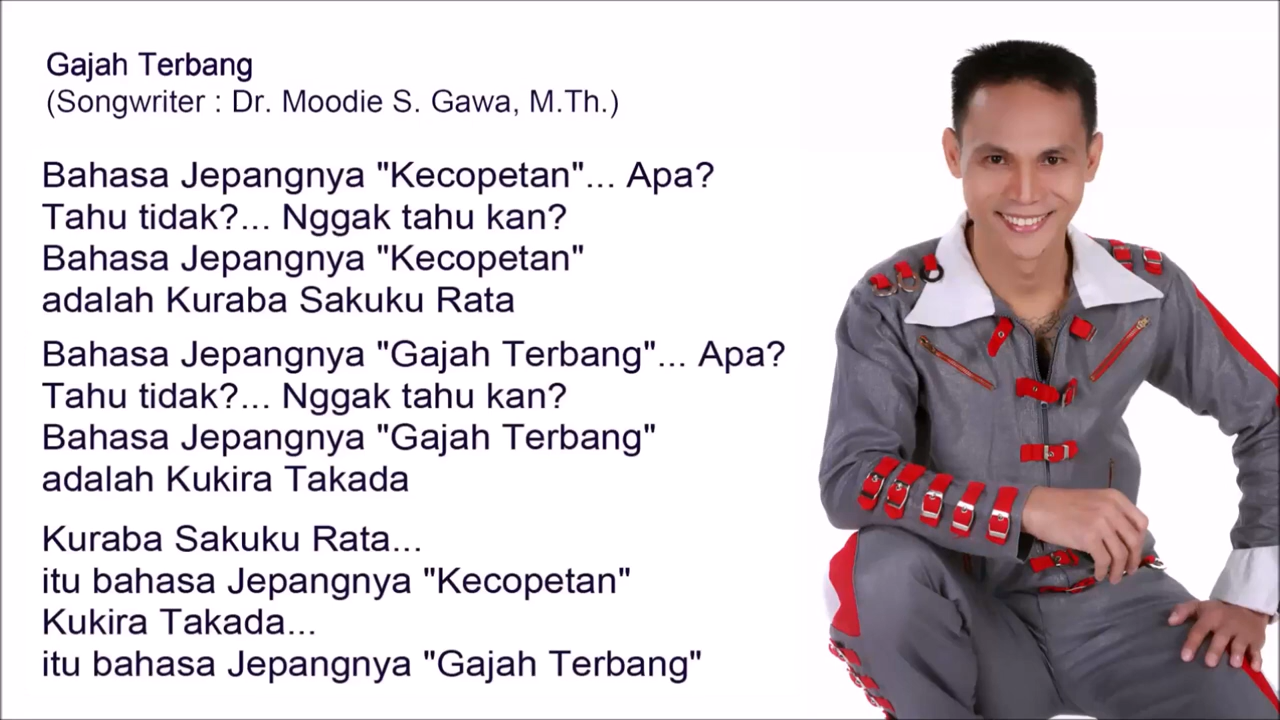 Gajah Terbang
(Songwriter : Dr. Moodie S. Gawa, M.Th.)
Bahasa Jepangnya "Kecopetan"... Apa?
Tahu tidak?... Nggak tahu kan?
Bahasa Jepangnya "Kecopetan"
adalah Kuraba Sakuku Rata
Bahasa Jepangnya "Gajah Terbang"... Apa?
Tahu tidak?... Nggak tahu kan?
Bahasa Jepangnya "Gajah Terbang"
adalah Kukira Takada
Kuraba Sakuku Rata...
itu bahasa Jepangnya "Kecopetan"
Kukira Takada...
itu bahasa Jepangnya "Gajah Terbang"